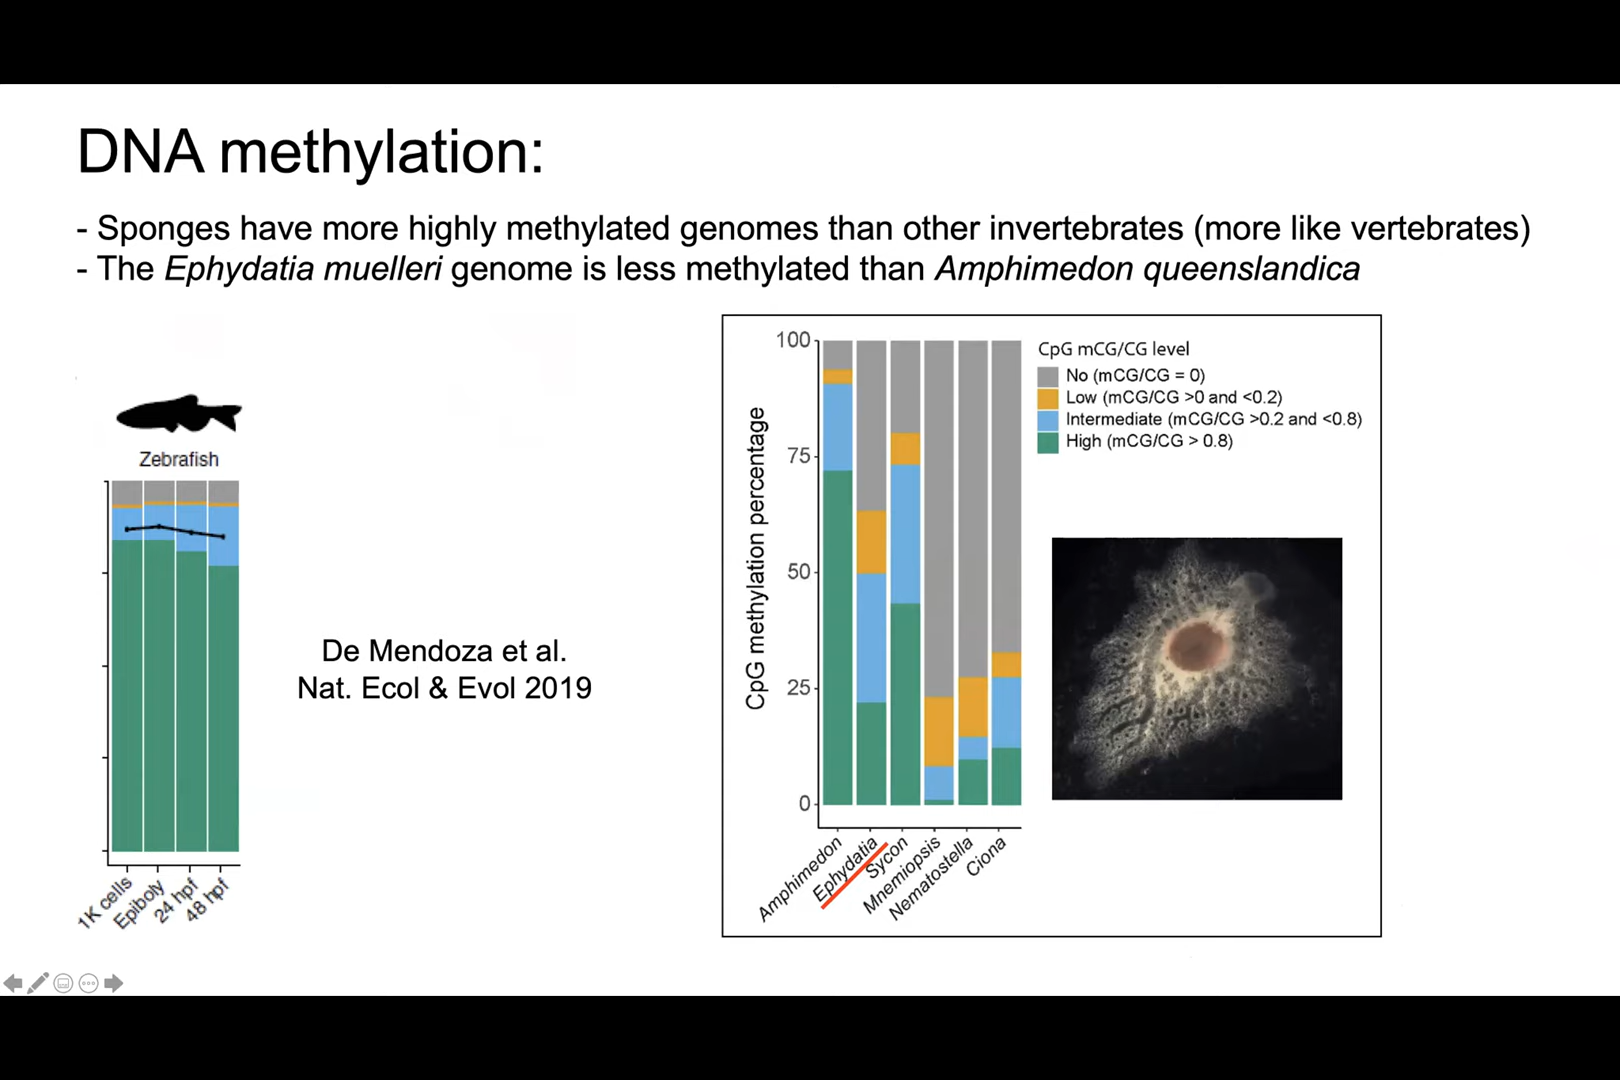 DNA methylation:
- Sponges have more highly methylated genomes than other invertebrates (more like vertebrates)
- The Ephydatia muelleri genome is less methylated than Amphimedon queenslandica
Zebrafish
1K cells
Epiboly
24 hpf
48 hpf
De Mendoza et al.
Nat. Ecol & Evol 2019
CpG methylation percentage
100
75
50
25
0
Amphimedon
Ephydatia
Sycon
Mnemiopsis
Nematostella
Ciona
CpG mCG/CG level
No (mCG/CG = 0)
Low (mCG/CG >0 and <0.2)
Intermediate (mCG/CG >0.2 and <0.8)
High (mCG/CG > 0.8)